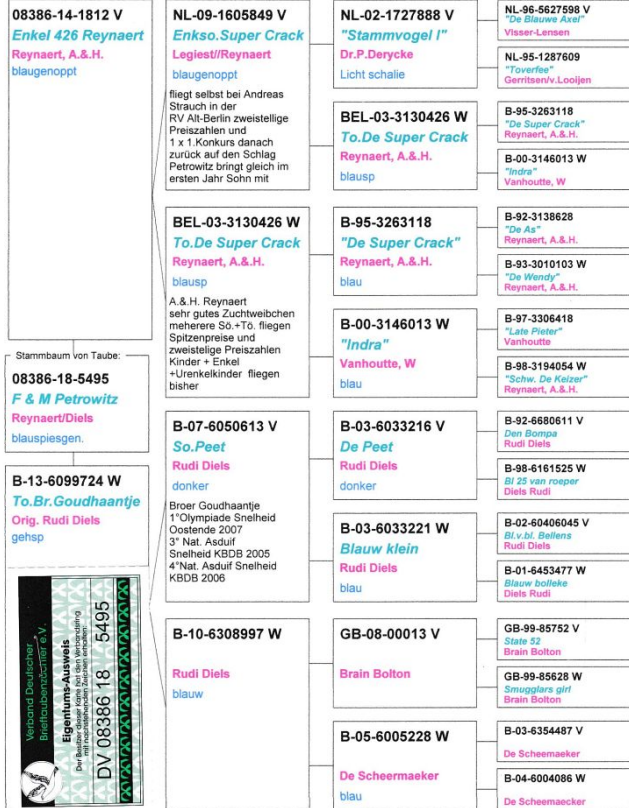 08386-14-1812 V
Enkel 426 Reynaert
Reynaert, A.&.H.
blaugenoppt
Stammbaum von Taube:
08386-18-5495
F & M Petrowitz
Reynaert/Diels
blauspiesgen.
B-13-6099724 W
To.Br.Goudhaantje
Orig. Rudi Diels
gehsp
Verband Deutscher
Brieftaubenzüchter e.V.
Eigentums-Ausweis
Der Besitzer dieser Karte hat den Verbandsring
mit nachstehenden Zeichen erhalten:
DV 08386 18 5495
NL-09-1605849 V
Enkso.Super Crack
Legiest//Reynaert
blaugenoppt
fliegt selbst bei Andreas
Strauch in der
RV Alt-Berlin zweistellige
Preiszahlen und
1 x 1.Konkurs danach
zurück auf den Schlag
Petrowitz bringt gleich im
ersten Jahr Sohn mit
BEL-03-3130426 W
To.De Super Crack
Reynaert, A.&.H.
blausp
A.&.H. Reynaert
sehr gutes Zuchtweibchen
meherere Sö.+Tö. fliegen
Spitzenpreise und
zweistelige Preiszahlen
Kinder + Enkel
+Urenkelkinder fliegen
bisher
B-07-6050613 V
So.Peet
Rudi Diels
donker
Broer Goudhaantje
1°Olympiade Snelheid
Oostende 2007
3° Nat. Asduif
Snelheid KBDB 2005
4°Nat. Asduif Snelheid
KBDB 2006
B-10-6308997 W
Rudi Diels
blauw
NL-02-1727888 V
"Stammvogel I"
Dr.P.Derycke
Licht schalie
BEL-03-3130426 W
To.De Super Crack
Reynaert, A.&.H.
blausp
B-95-3263118
"De Super Crack"
Reynaert, A.&.H.
blau
B-00-3146013 W
"Indra"
Vanhoutte, W
blau
B-03-6033216 V
De Peet
Rudi Diels
donker
B-03-6033221 W
Blauw klein
Rudi Diels
blau
GB-08-00013 V
Brain Bolton
B-05-6005228 W
De Scheermaeker
blau
NL-96-5627598 V
"De Blauwe Axel"
Visser-Lensen
NL-95-1287609
"Toverfee"
Gerritsen/v.Looijen
B-95-3263118
"De Super Crack"
Reynaert, A.&.H.
B-00-3146013 W
"Indra"
Vanhoutte, W
B-92-3138628
"De As"
Reynaert, A.&.H.
B-93-3010103 W
"De Wendy"
Reynaert, A.&.H.
B-97-3306418
"Late Pieter"
Vanhoutte
B-98-3194054 W
"Schw. De Keizer"
Reynaert, A.&.H.
B-92-6680611 V
Den Bompa
Rudi Diels
B-98-6161525 W
Bl 25 van roeper
Diels Rudi
B-02-60406045 V
Bl.v.bl. Bellens
Rudi Diels
B-01-6453477 W
Blauw bolleke
Diels Rudi
GB-99-85752 V
State 52
Brain Bolton
GB-99-85628 W
Smugglars girl
Brain Bolton
B-03-6354487 V
De Scheemaeker
B-04-6004086 W
De Scheemaecker